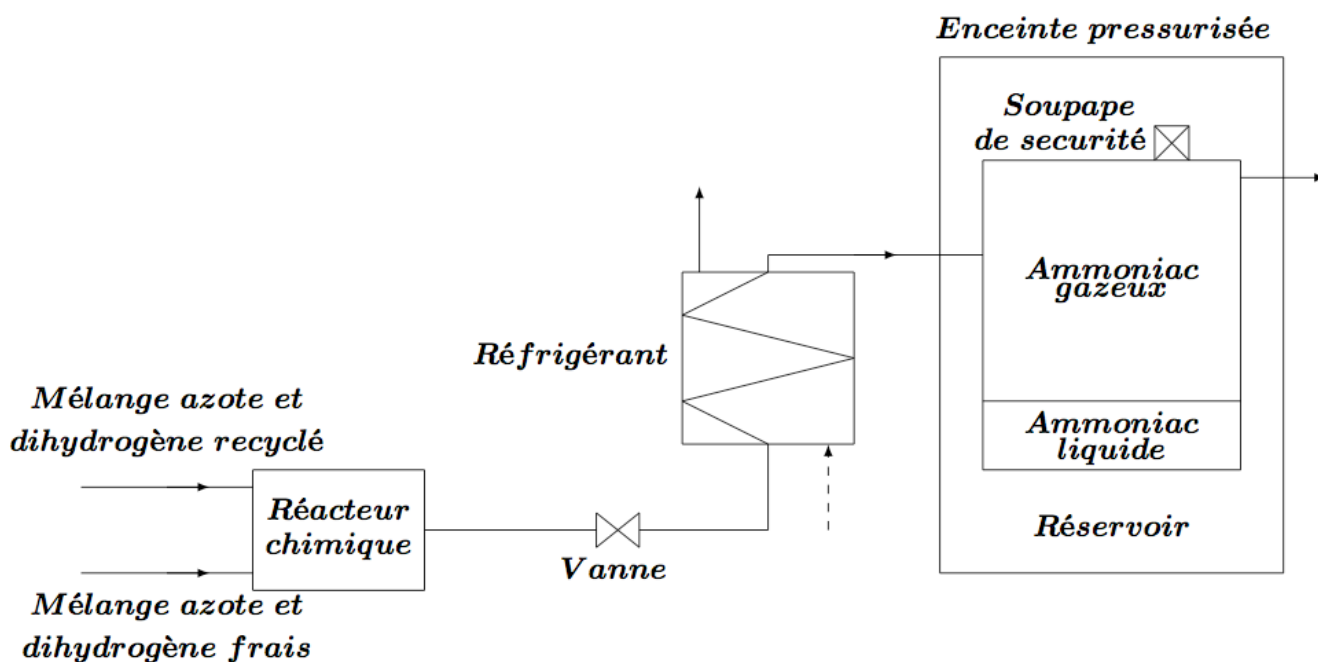 Enceinte pressurisée
Soupape
de securité
Ammoniac
gazeux
Réfrigérant
Mélange azote et
dihydrogène recyclé
Ammoniac
liquide
Réacteur
chimique
Réservoir
Vanne
Mélange azote et
dihydrogène frais